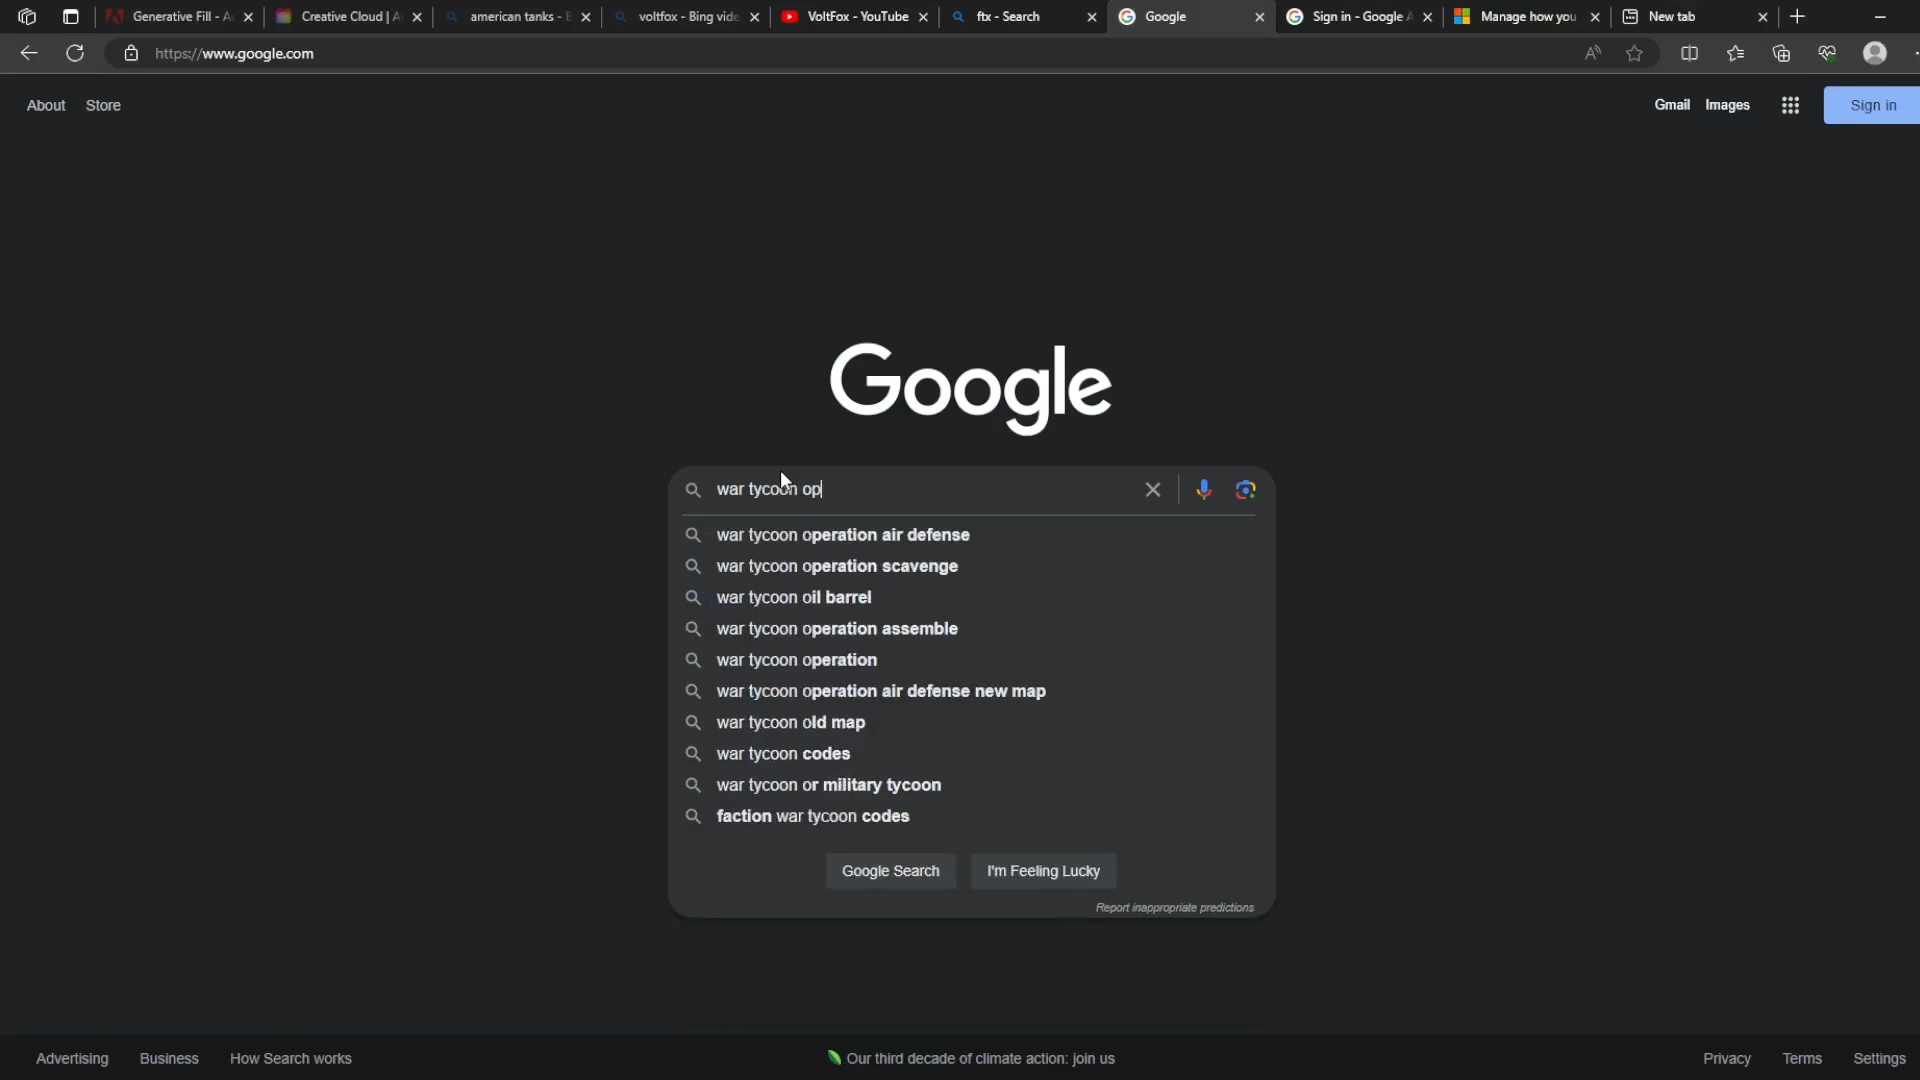 Generative Fill - A
Creative Cloud | A
american tanks - B
voltfox - Bing vide
VoltFox - YouTube
ftx - Search
Google
Sign in - Google A
Manage how you
New tab
https://www.google.com
About Store
Gmail Images
Sign in
Google
war tycoon op
war tycoon operation air defense
war tycoon operation scavenge
war tycoon oil barrel
war tycoon operation assemble
war tycoon operation
war tycoon operation air defense new map
war tycoon old map
war tycoon codes
war tycoon or military tycoon
faction war tycoon codes
Google Search I'm Feeling Lucky
Report inappropriate predictions
Advertising Business How Search works
Our third decade of climate action: join us
Privacy Terms Settings